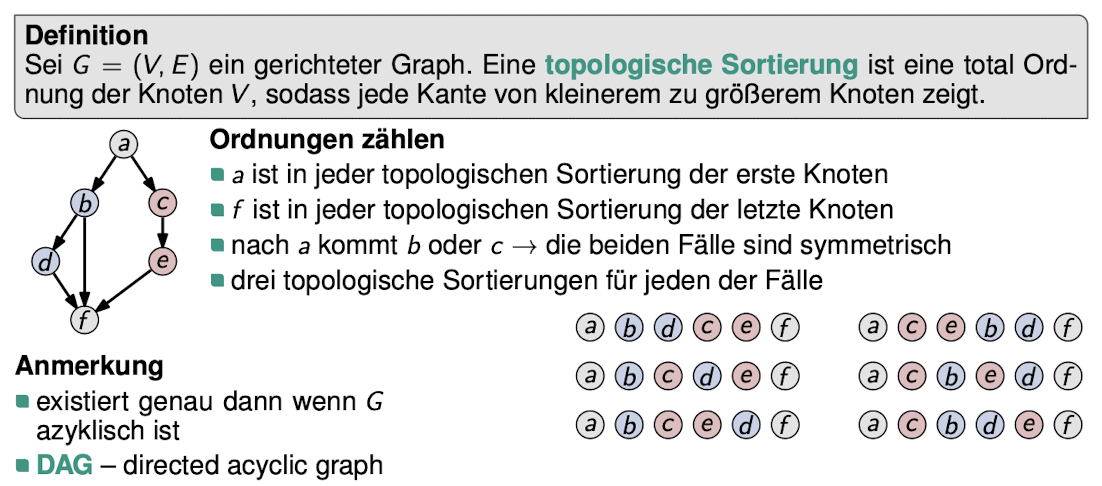 Definition
Sei G = (V, E) ein gerichteter Graph. Eine topologische Sortierung ist eine total Ord-
nung der Knoten V, sodass jede Kante von kleinerem zu größerem Knoten zeigt.
a
b
c
d
e
f
Ordnungen zählen
a ist in jeder topologischen Sortierung der erste Knoten
f ist in jeder topologischen Sortierung der letzte Knoten
nach a kommt b oder c → die beiden Fälle sind symmetrisch
drei topologische Sortierungen für jeden der Fälle
a b d c e f
a c e b d f
a b c d e f
a c b e d f
a b c e d f
a c b d e f
Anmerkung
existiert genau dann wenn G
azyklisch ist
DAG – directed acyclic graph